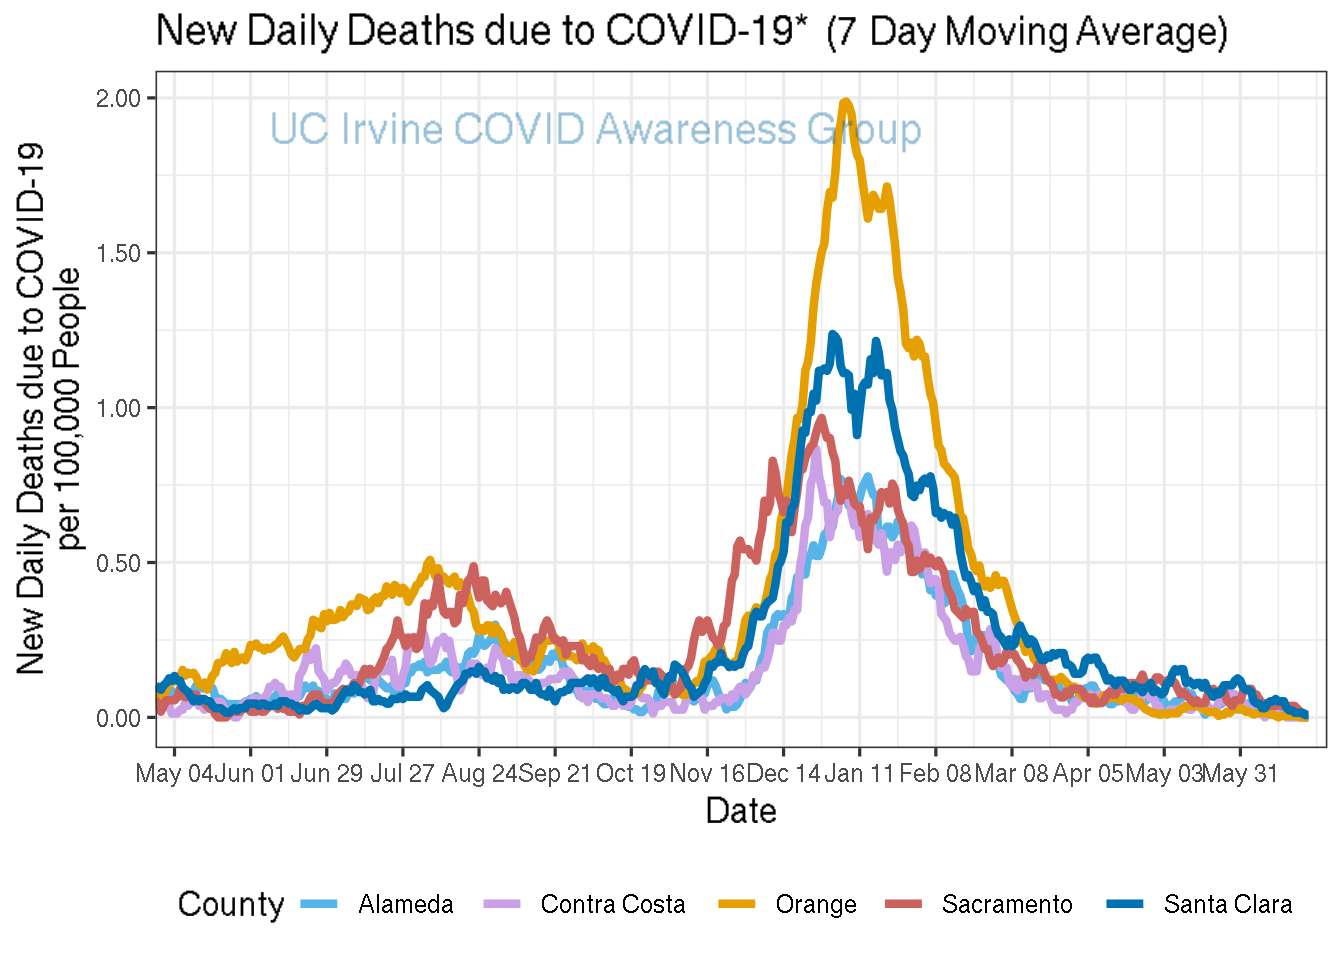 New Daily Deaths due to COVID-19* (7 Day Moving Average)
UC Irvine COVID Awareness Group
New Daily Deaths due to COVID-19
per 100,000 People
2.00
1.50
1.00
0.50
0.00
May 04 Jun 01 Jun 29 Jul 27 Aug 24 Sep 21 Oct 19 Nov 16 Dec 14 Jan 11 Feb 08 Mar 08 Apr 05 May 03 May 31
Date
County Alameda Contra Costa Orange Sacramento Santa Clara